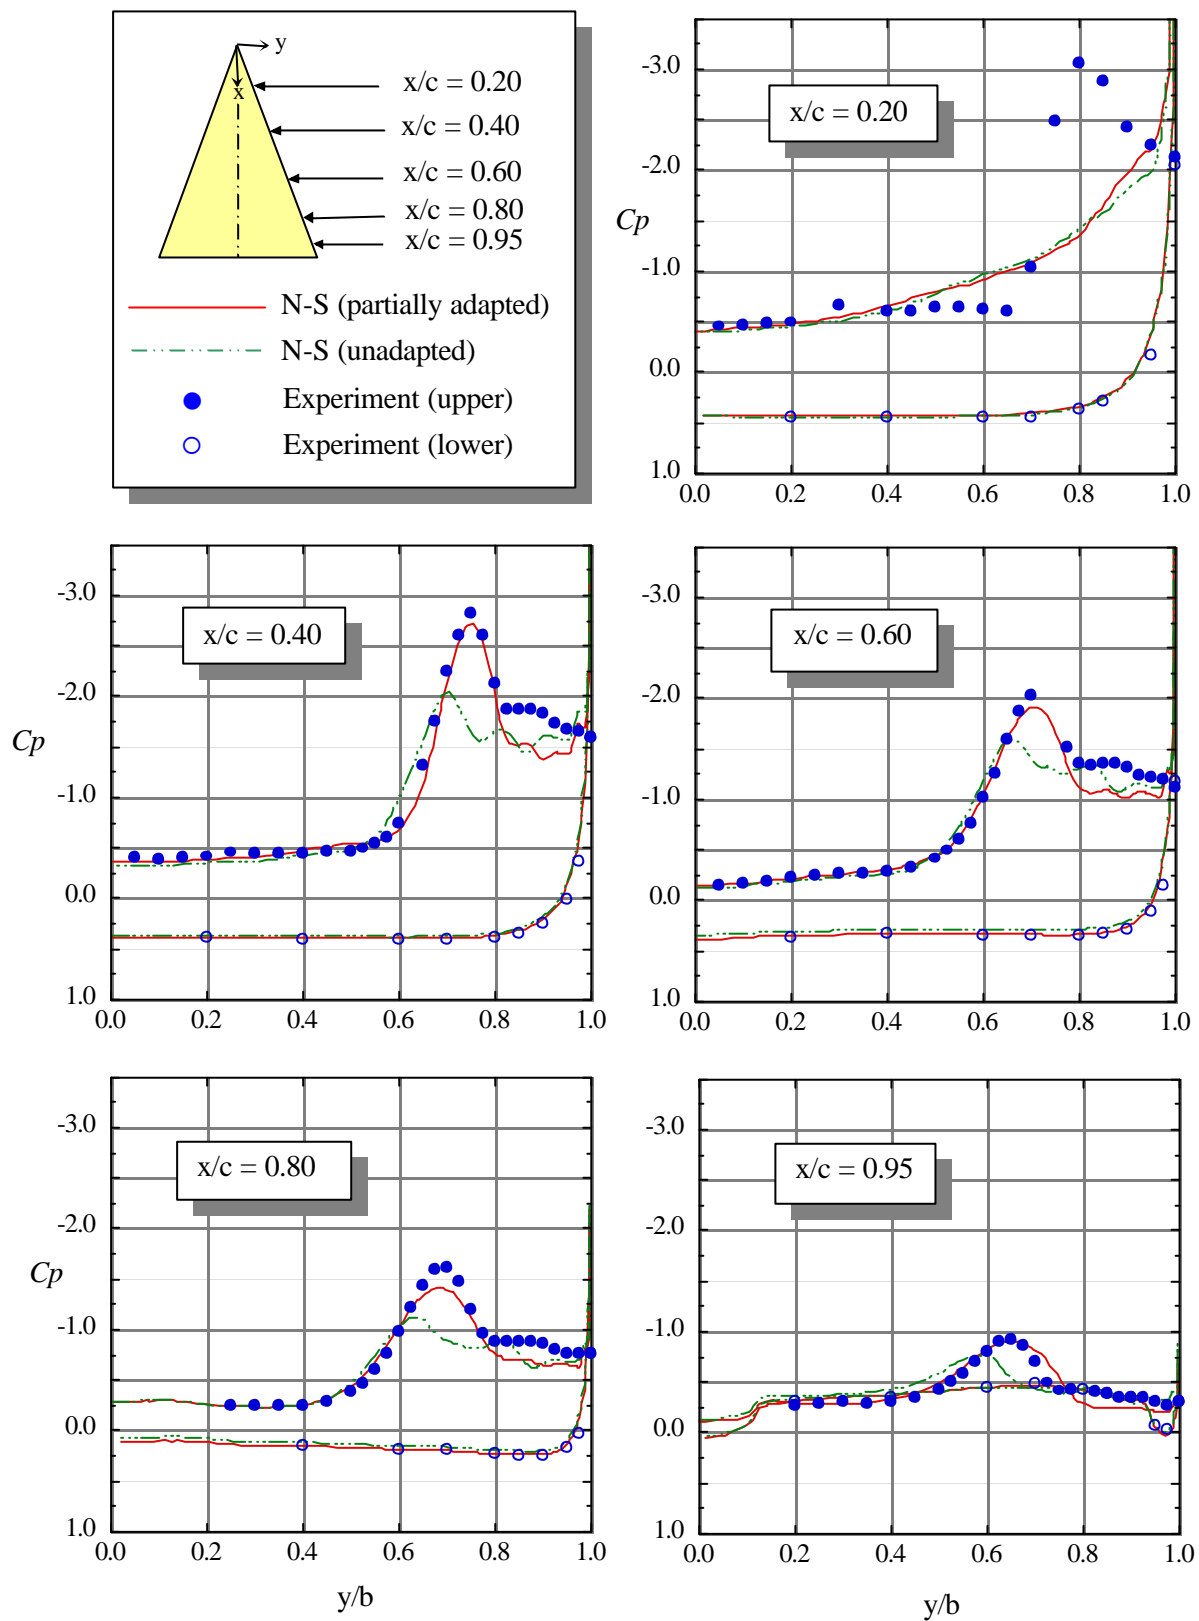 y
x
x/c = 0.20
x/c = 0.40
x/c = 0.60
x/c = 0.80
x/c = 0.95
N-S (partially adapted)
N-S (unadapted)
Experiment (upper)
Experiment (lower)
x/c = 0.20
Cp
-3.0
-2.0
-1.0
0.0
1.0
0.0 0.2 0.4 0.6 0.8 1.0
x/c = 0.40
Cp
-3.0
-2.0
-1.0
0.0
1.0
0.0 0.2 0.4 0.6 0.8 1.0
x/c = 0.60
-3.0
-2.0
-1.0
0.0
1.0
0.0 0.2 0.4 0.6 0.8 1.0
x/c = 0.80
Cp
-3.0
-2.0
-1.0
0.0
1.0
0.0 0.2 0.4 0.6 0.8 1.0
y/b
x/c = 0.95
-3.0
-2.0
-1.0
0.0
1.0
0.0 0.2 0.4 0.6 0.8 1.0
y/b